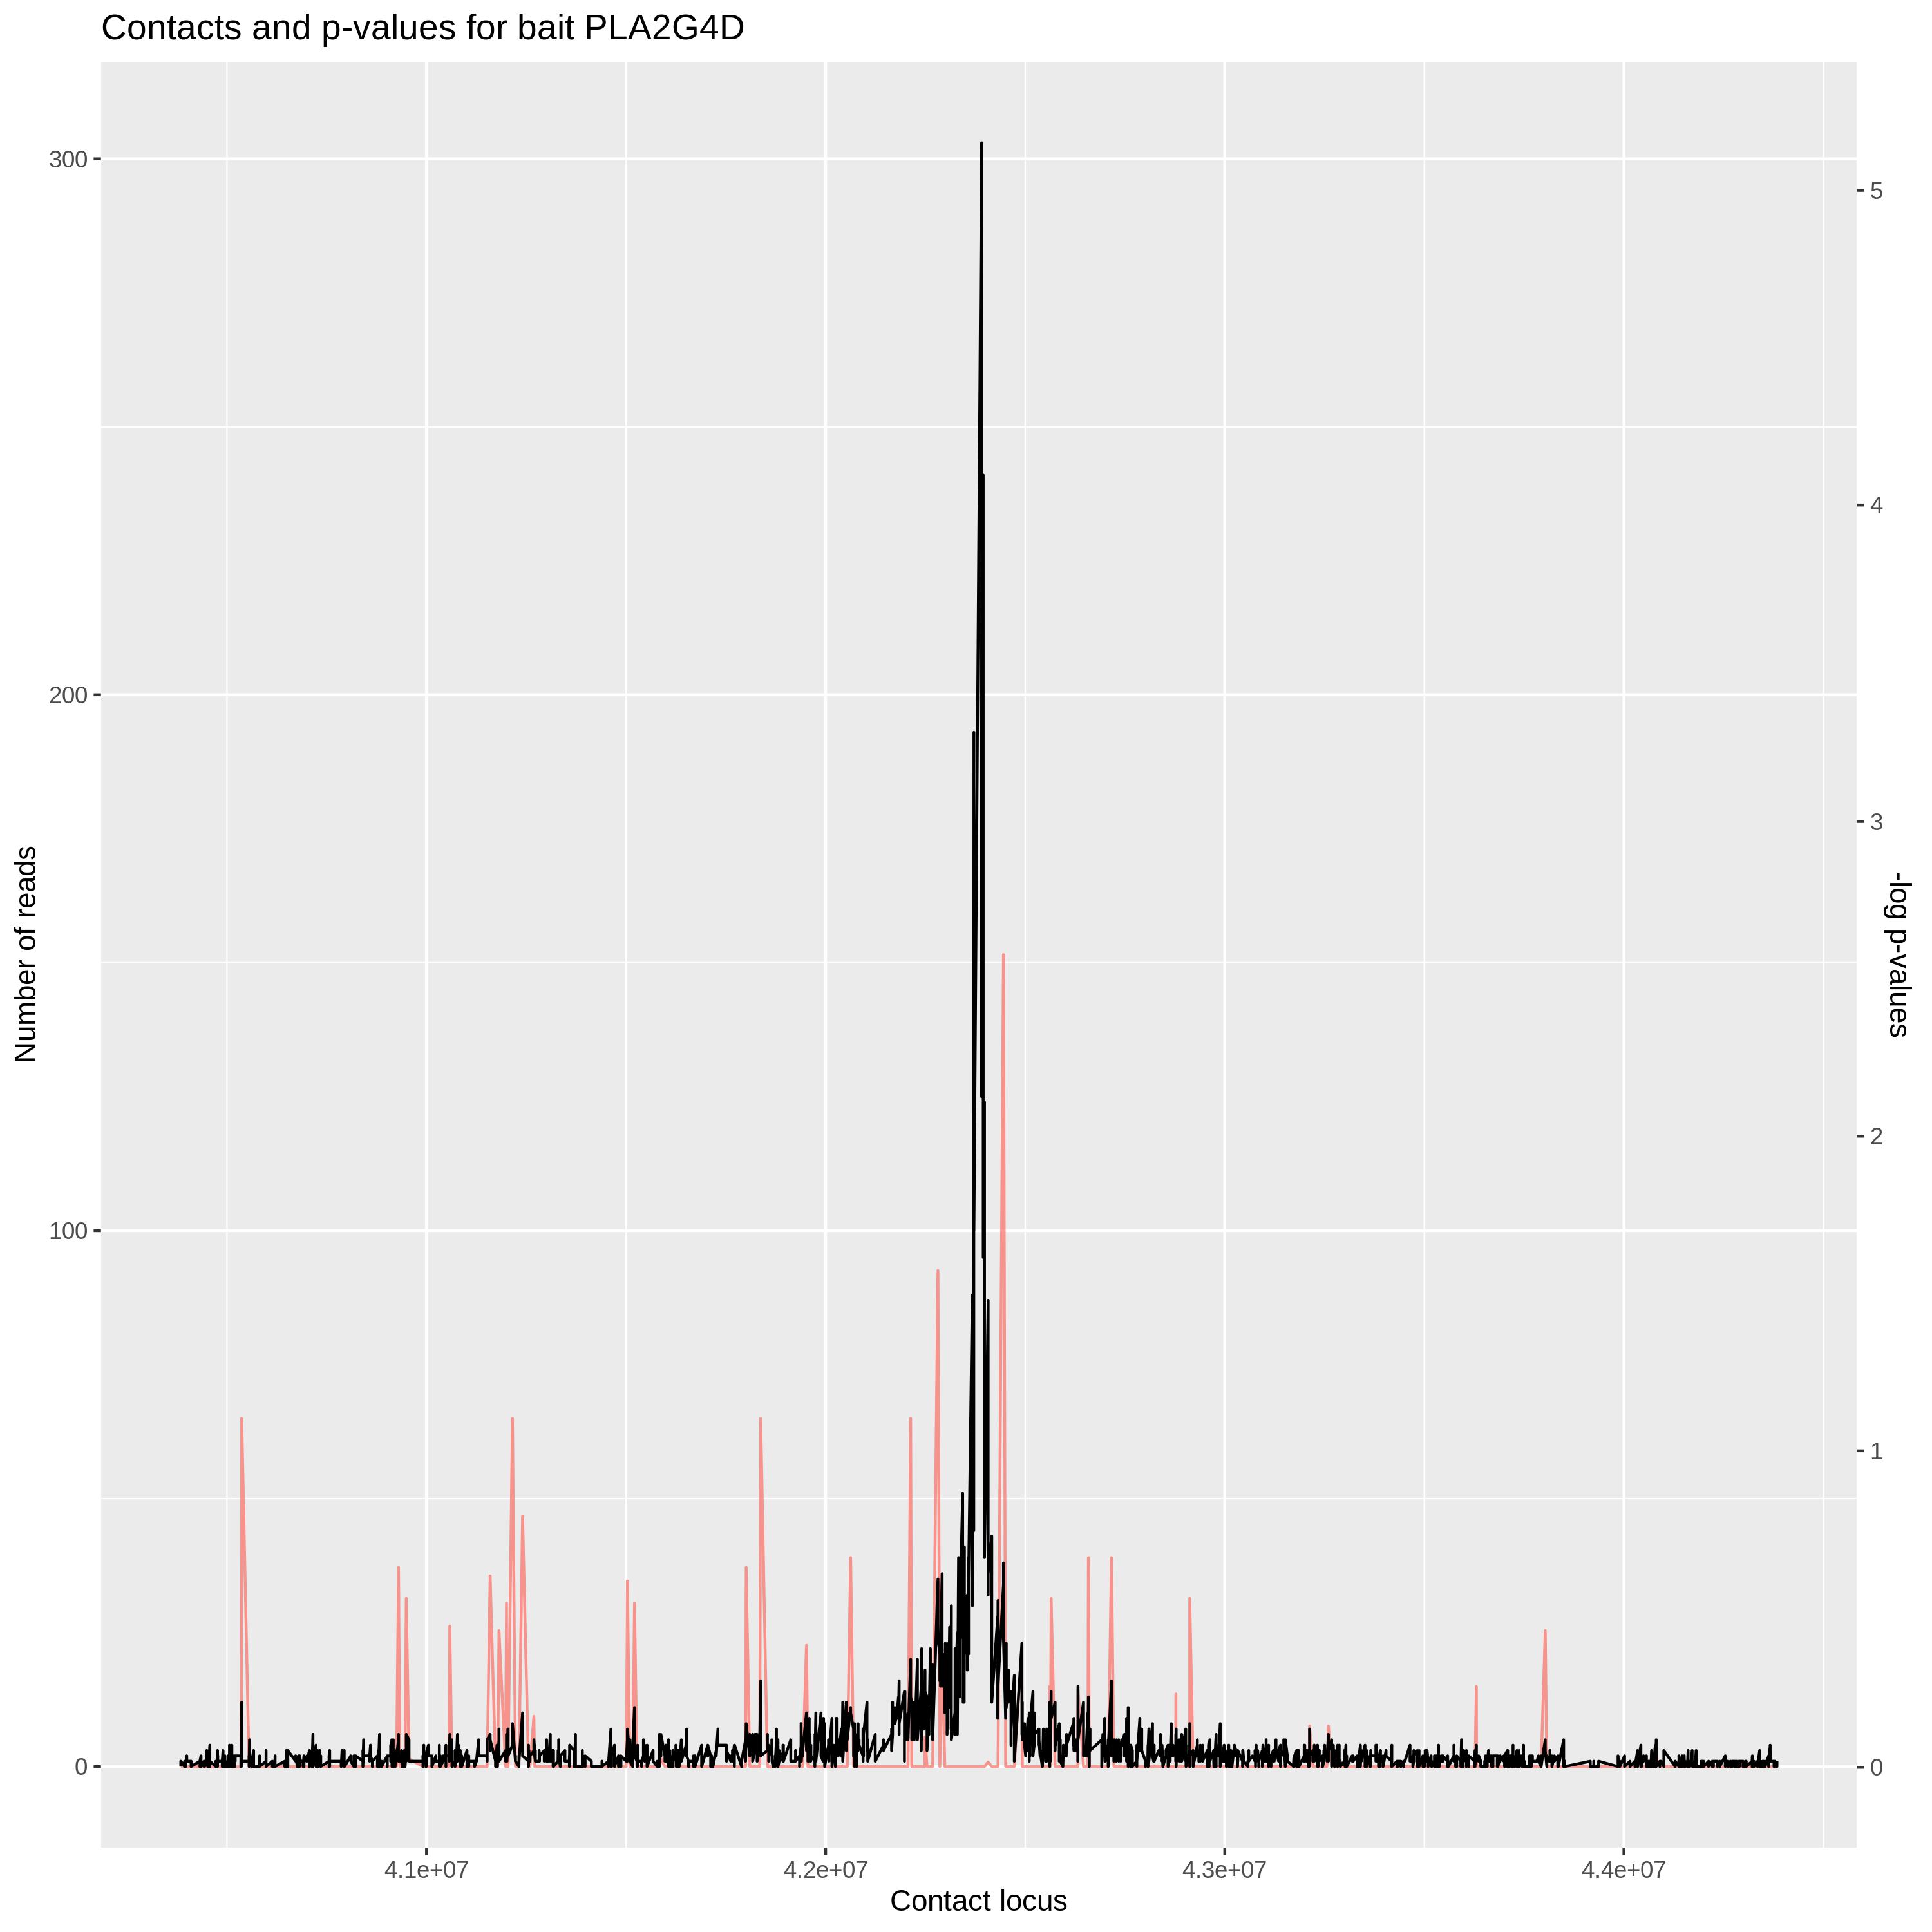 Contacts and p-values for bait PLA2G4D
300
200
100
0
Number of reads
5
4
3
2
1
0
-log p-values
4.1e+07
4.2e+07
4.3e+07
4.4e+07
Contact locus